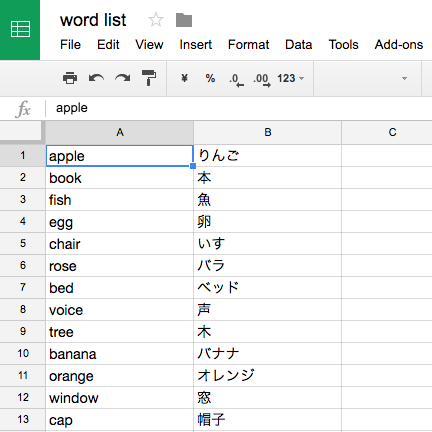 word list
File Edit View Insert Format Data Tools Add-ons
¥ % .0 .00 123
fx apple
A B C
1 apple りんご
2 book 本
3 fish 魚
4 egg 卵
5 chair いす
6 rose バラ
7 bed ベッド
8 voice 声
9 tree 木
10 banana バナナ
11 orange オレンジ
12 window 窓
13 cap 帽子